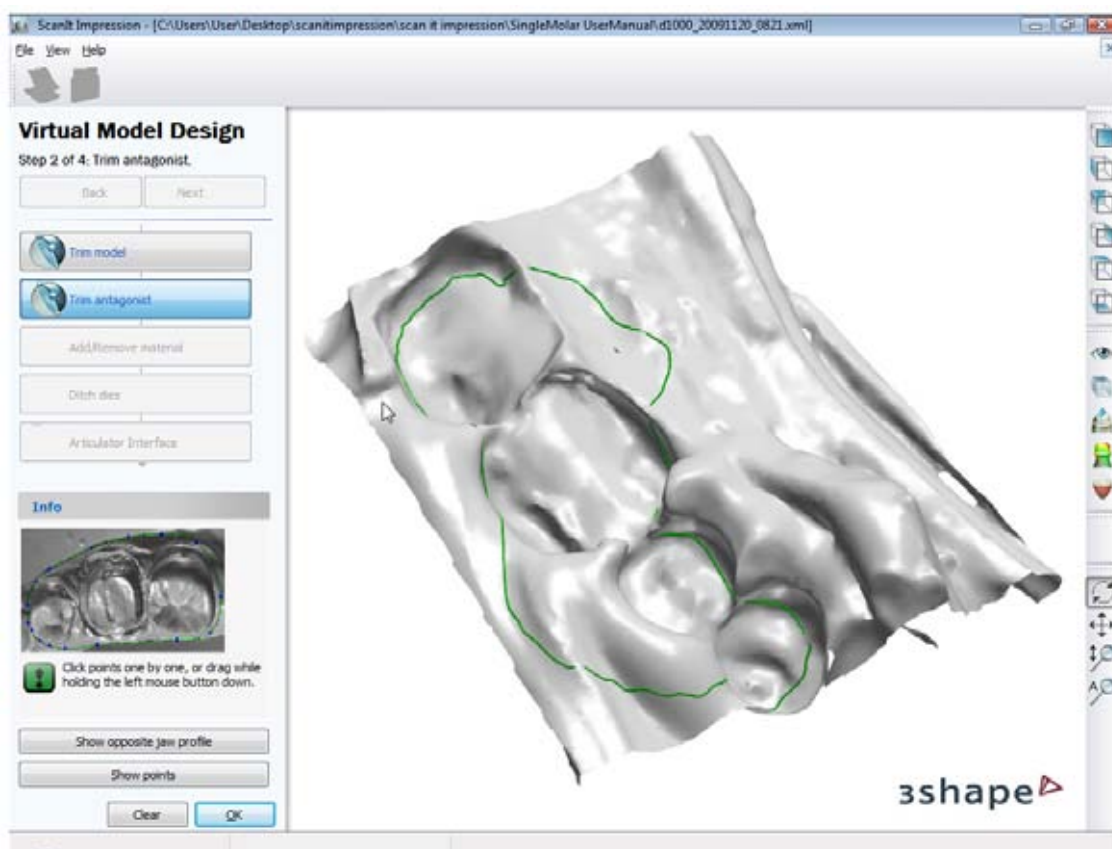 ScanIt Impression - [C:\Users\User\Desktop\scanitimpression\scan it impression\SingleMolar UserManual\d1000_20091120_0821.xml]
File View Help
Virtual Model Design
Step 2 of 4: Trim antagonist.
Back Next
Trim model
Trim antagonist
Add/Remove material
Ditch dies
Articulator Interface
Info
Click points one by one, or drag while
holding the left mouse button down.
Show opposite jaw profile
Show points
Clear OK
3shape
A